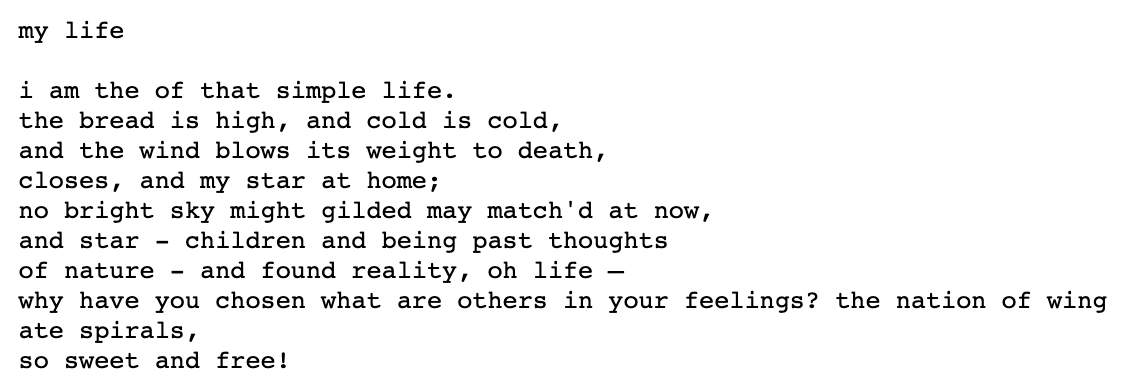 my life
i am the of that simple life.
the bread is high, and cold is cold,
and the wind blows its weight to death,
closes, and my star at home;
no bright sky might gilded may match'd at now,
and star - children and being past thoughts
of nature - and found reality, oh life —
why have you chosen what are others in your feelings? the nation of wing
ate spirals,
so sweet and free!